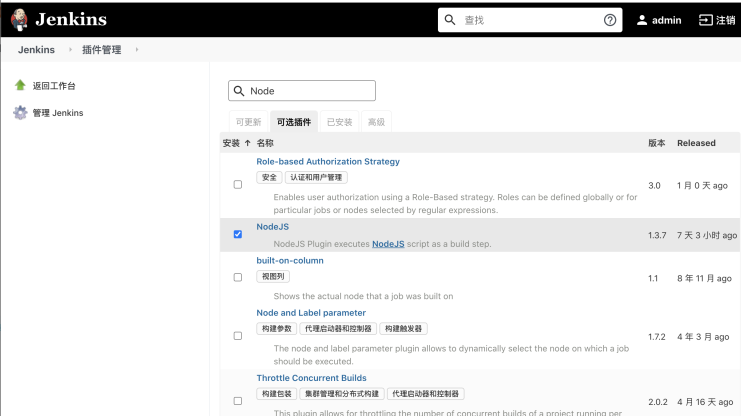 Jenkins
查找
admin
注销
Jenkins
插件管理
返回工作台
管理 Jenkins
Node
可更新
可选插件
已安装
高级
安装 ↑ 名称 版本 Released
Role-based Authorization Strategy
安全 认证和用户管理
Enables user authorization using a Role-Based strategy. Roles can be defined globally or for
particular jobs or nodes selected by regular expressions.
3.0 1 月 0 天 ago
NodeJS
NodeJS Plugin executes NodeJS script as a build step.
1.3.7 7 天 3 小时 ago
built-on-column
视图列
Shows the actual node that a job was built on
1.1 8 年 11 月 ago
Node and Label parameter
构建参数 代理启动器和控制器 构建触发器
The node and label parameter plugin allows to dynamically select the node on which a job
should be executed.
1.7.2 4 年 3 月 ago
Throttle Concurrent Builds
构建包装 集群管理和分布式构建 代理启动器和控制器
This plugin allows for throttling the number of concurrent builds of a project running per
2.0.2 4 月 16 天 ago